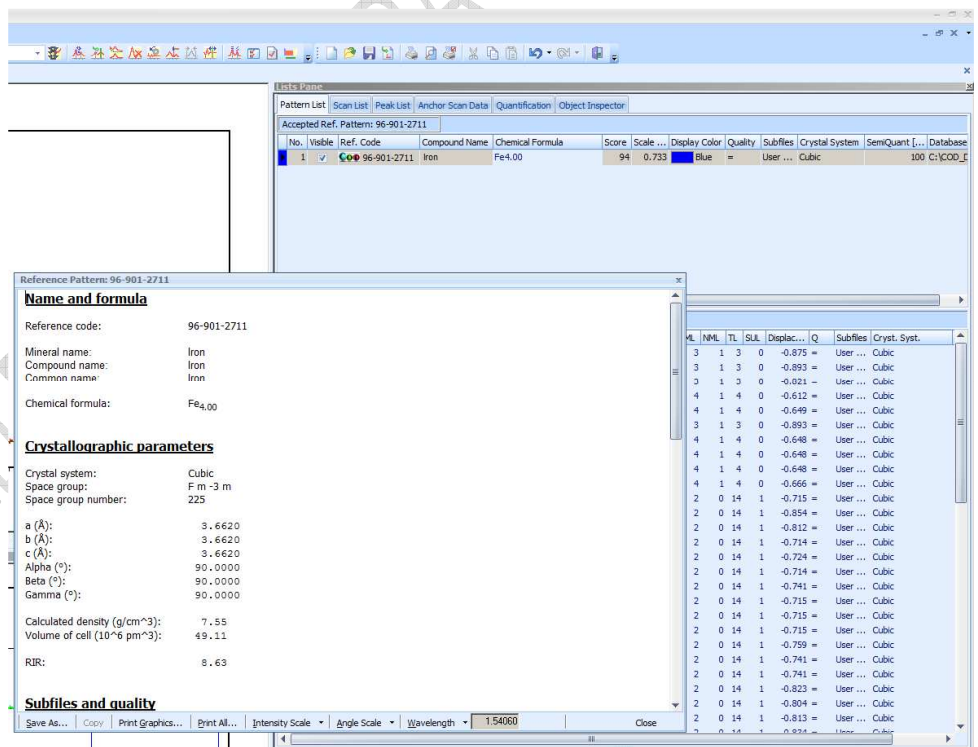 Lists Pane
Pattern List Scan List Peak List Anchor Scan Data Quantification Object Inspector
Accepted Ref. Pattern: 96-901-2711
No. Visible Ref. Code Compound Name Chemical Formula Score Scale ... Display Color Quality Subfiles Crystal System SemiQuant [... Database
1 COD 96-901-2711 Iron Fe4.00 94 0.733 Blue = User ... Cubic 100 C:\COD_D
Reference Pattern: 96-901-2711
Name and formula
Reference code: 96-901-2711
Mineral name: Iron
Compound name: Iron
Common name: Iron
Chemical formula: Fe4.00
Crystallographic parameters
Crystal system: Cubic
Space group: F m -3 m
Space group number: 225
a (Å): 3.6620
b (Å): 3.6620
c (Å): 3.6620
Alpha (°): 90.0000
Beta (°): 90.0000
Gamma (°): 90.0000
Calculated density (g/cm^3): 7.55
Volume of cell (10^6 pm^3): 49.11
RIR: 8.63
Subfiles and quality
Save As... Copy Print Graphics... Print All... Intensity Scale Angle Scale Wavelength 1.54060 Close
ML NML TL SUL Displac... Q Subfiles Cryst. Syst.
3 1 3 0 -0.875 = User ... Cubic
3 1 3 0 -0.893 = User ... Cubic
3 1 3 0 -0.021 = User ... Cubic
4 1 4 0 -0.612 = User ... Cubic
4 1 4 0 -0.649 = User ... Cubic
3 1 3 0 -0.893 = User ... Cubic
4 1 4 0 -0.648 = User ... Cubic
4 1 4 0 -0.648 = User ... Cubic
4 1 4 0 -0.648 = User ... Cubic
4 1 4 0 -0.666 = User ... Cubic
2 0 14 1 -0.715 = User ... Cubic
2 0 14 1 -0.854 = User ... Cubic
2 0 14 1 -0.812 = User ... Cubic
2 0 14 1 -0.714 = User ... Cubic
2 0 14 1 -0.724 = User ... Cubic
2 0 14 1 -0.714 = User ... Cubic
2 0 14 1 -0.741 = User ... Cubic
2 0 14 1 -0.715 = User ... Cubic
2 0 14 1 -0.715 = User ... Cubic
2 0 14 1 -0.715 = User ... Cubic
2 0 14 1 -0.759 = User ... Cubic
2 0 14 1 -0.741 = User ... Cubic
2 0 14 1 -0.741 = User ... Cubic
2 0 14 1 -0.823 = User ... Cubic
2 0 14 1 -0.804 = User ... Cubic
2 0 14 1 -0.813 = User ... Cubic